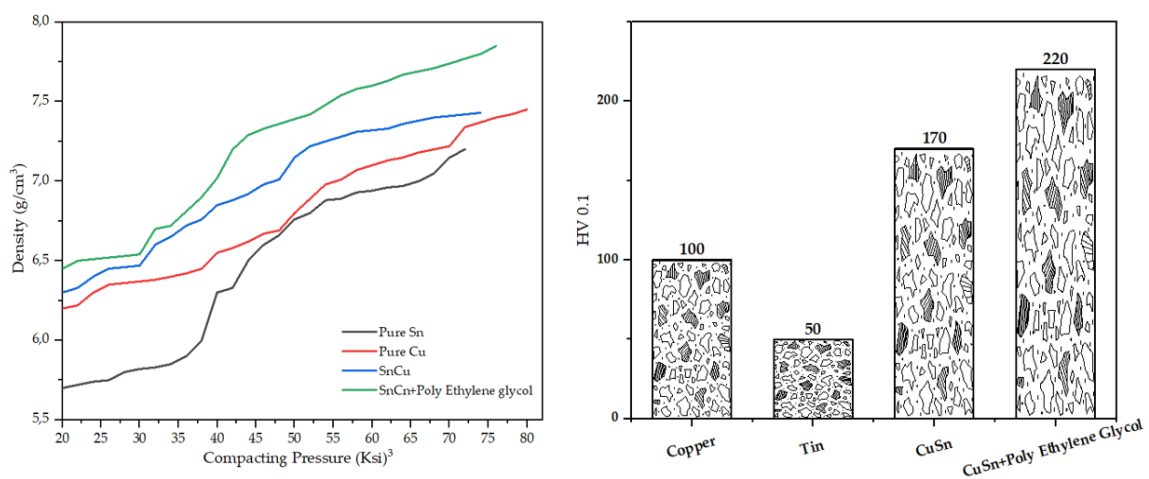 8,0
7,5
7,0
6,5
6,0
5,5
Density (g/cm³)
20 25 30 35 40 45 50 55 60 65 70 75 80
Compacting Pressure (Ksi)³
Pure Sn
Pure Cu
SnCu
SnCn+Poly Ethylene glycol
HV 0.1
200
100
0
100
50
170
220
Copper
Tin
CuSn
CuSn+Poly Ethylene Glycol